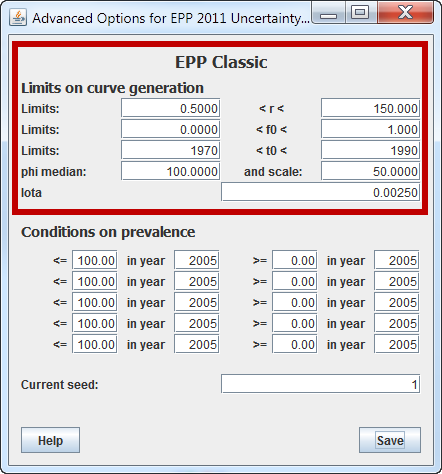 Advanced Options for EPP 2011 Uncertainty...
EPP Classic
Limits on curve generation
Limits: 0.5000 < r < 150.000
Limits: 0.0000 < f0 < 1.000
Limits: 1970 < t0 < 1990
phi median: 100.0000 and scale: 50.0000
Iota 0.00250
Conditions on prevalence
<= 100.00 in year 2005 >= 0.00 in year 2005
<= 100.00 in year 2005 >= 0.00 in year 2005
<= 100.00 in year 2005 >= 0.00 in year 2005
<= 100.00 in year 2005 >= 0.00 in year 2005
<= 100.00 in year 2005 >= 0.00 in year 2005
Current seed: 1
Help Save